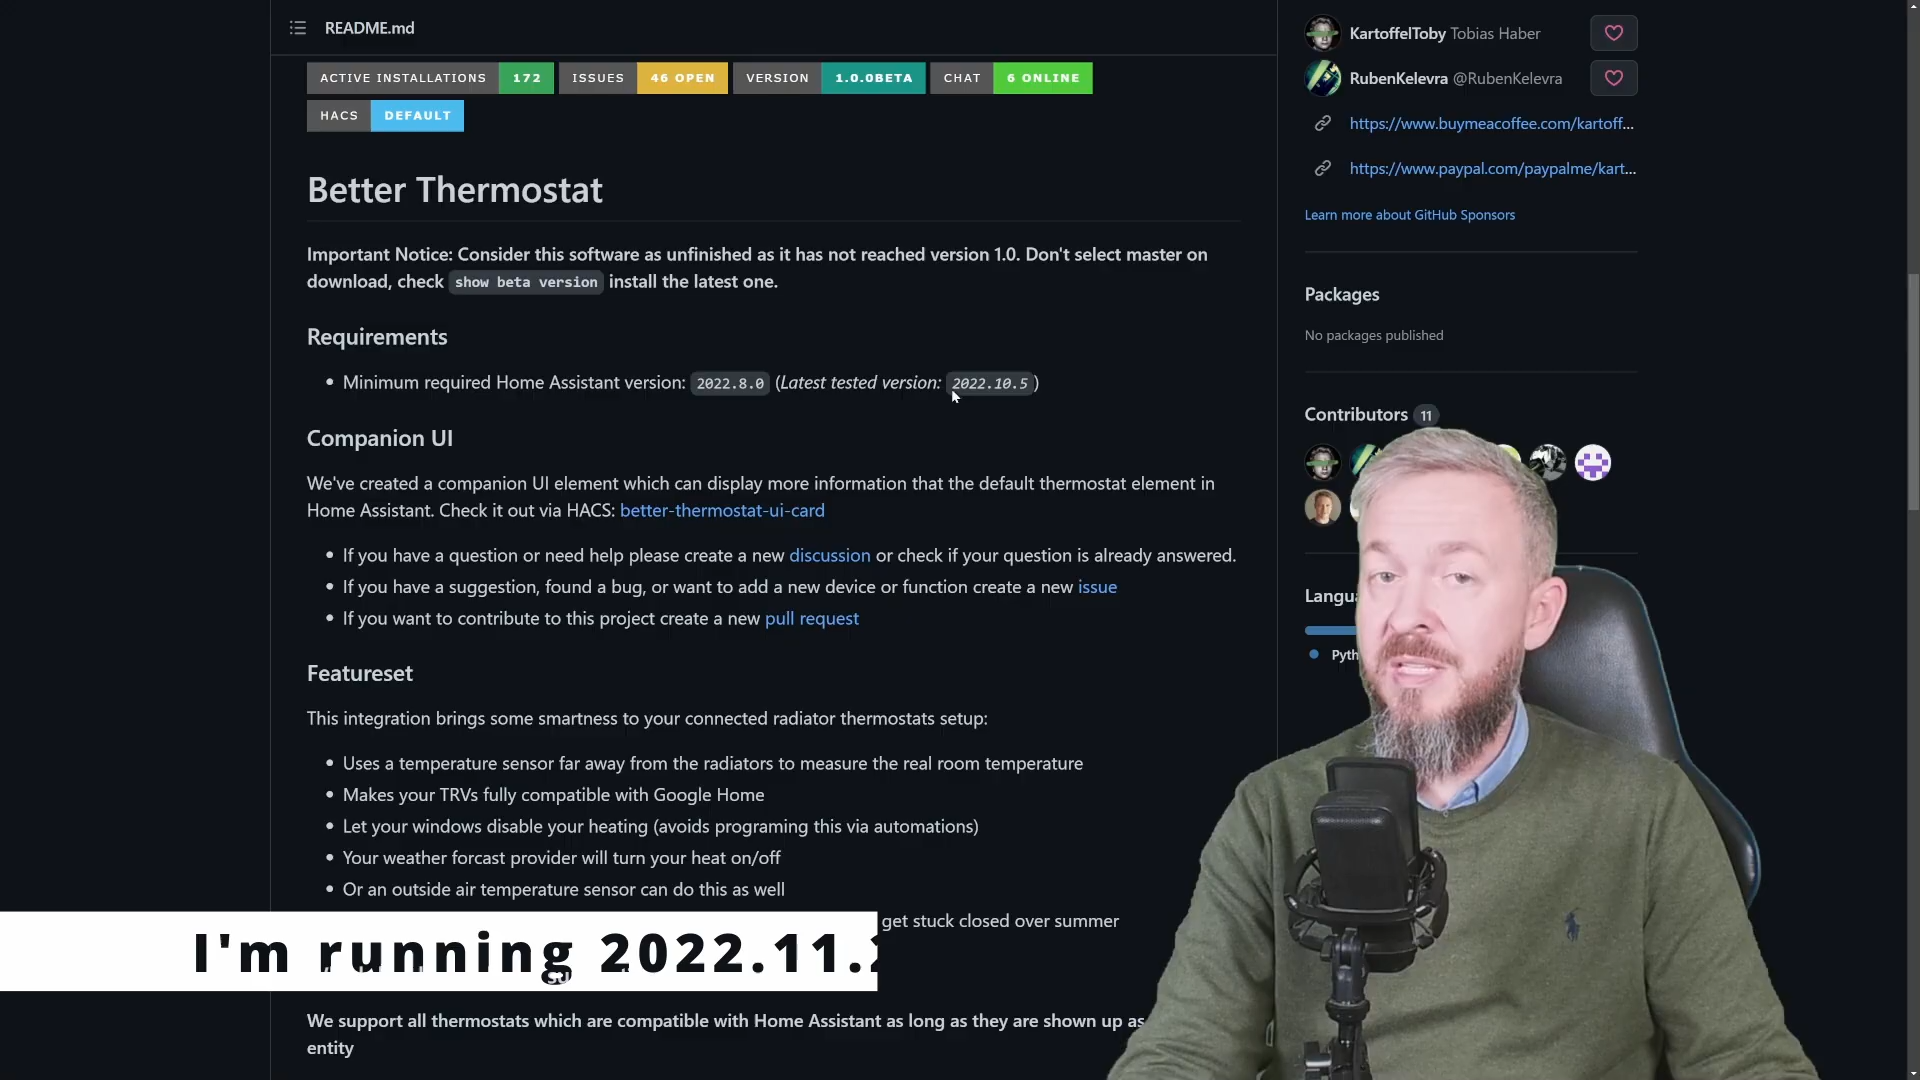 README.md
ACTIVE INSTALLATIONS 172 ISSUES 46 OPEN VERSION 1.0.0BETA CHAT 6 ONLINE
HACS DEFAULT
Better Thermostat
Important Notice: Consider this software as unfinished as it has not reached version 1.0. Don't select master on
download, check show beta version install the latest one.
Requirements
Minimum required Home Assistant version: 2022.8.0 (Latest tested version: 2022.10.5)
Companion UI
We've created a companion UI element which can display more information that the default thermostat element in
Home Assistant. Check it out via HACS: better-thermostat-ui-card
If you have a question or need help please create a new discussion or check if your question is already answered.
If you have a suggestion, found a bug, or want to add a new device or function create a new issue
If you want to contribute to this project create a new pull request
Featureset
This integration brings some smartness to your connected radiator thermostats setup:
Uses a temperature sensor far away from the radiators to measure the real room temperature
Makes your TRVs fully compatible with Google Home
Let your windows disable your heating (avoids programing this via automations)
Your weather forcast provider will turn your heat on/off
Or an outside air temperature sensor can do this as well
get stuck closed over summer
I'm running 2022.11.2
We support all thermostats which are compatible with Home Assistant as long as they are shown up as
entity
KartoffelToby Tobias Haber
RubenKelevra @RubenKelevra
https://www.buymeacoffee.com/kartoff...
https://www.paypal.com/paypalme/kart...
Learn more about GitHub Sponsors
Packages
No packages published
Contributors 11
Langu
Pyth